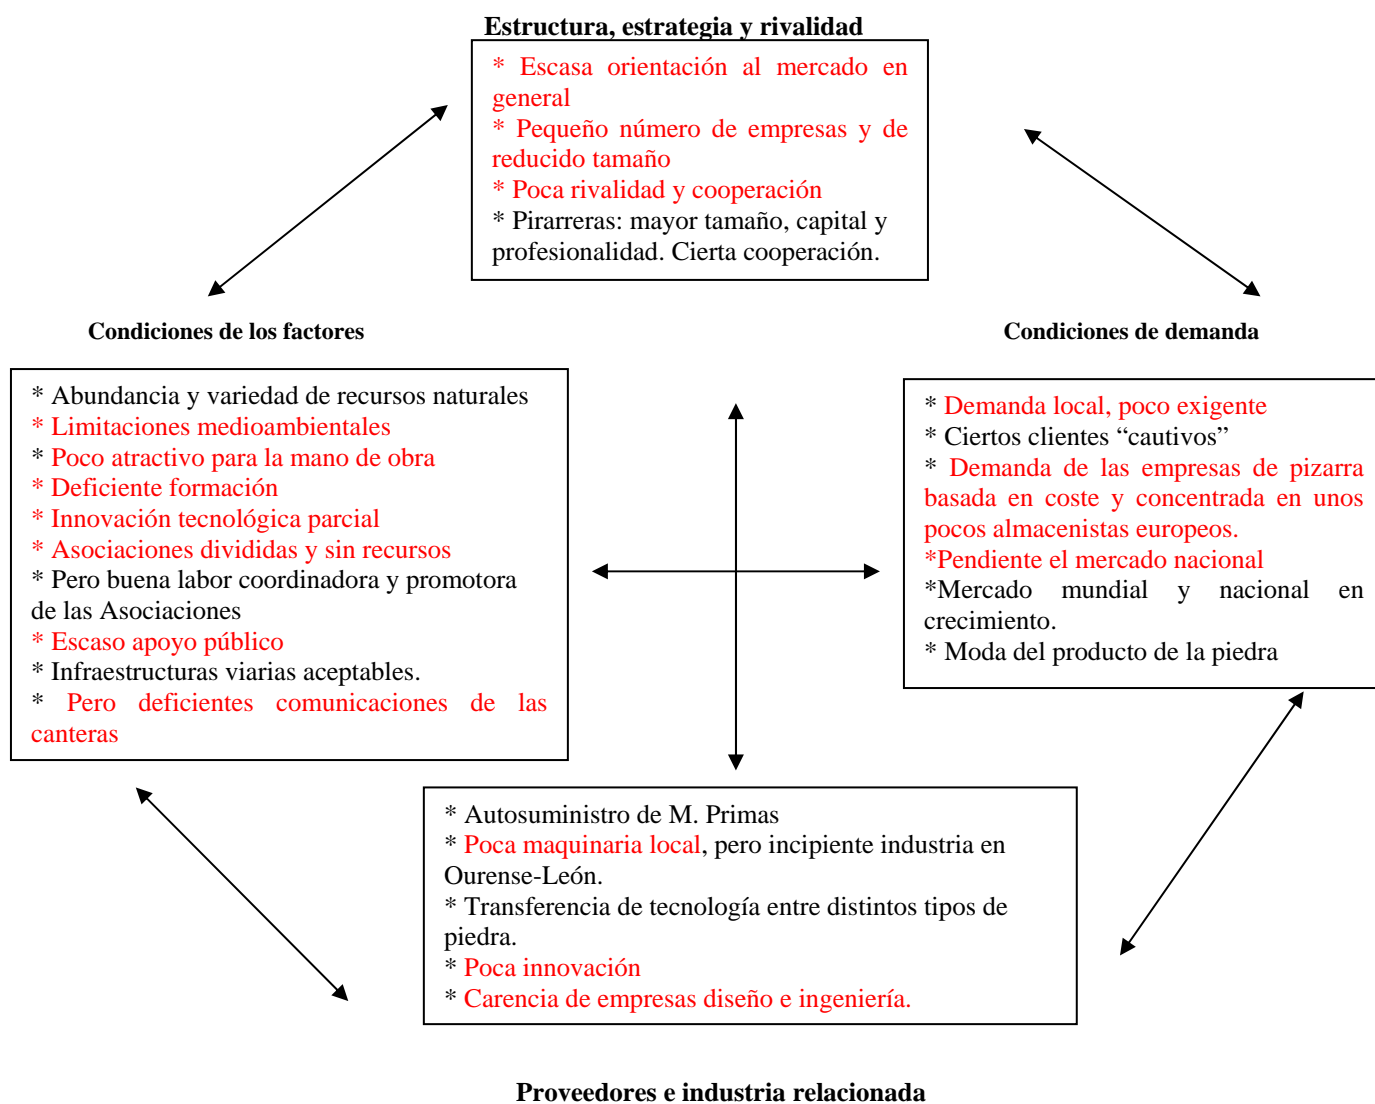 Estructura, estrategia y rivalidad
* Escasa orientación al mercado en
general
* Pequeño número de empresas y de
reducido tamaño
* Poca rivalidad y cooperación
* Pirarreras: mayor tamaño, capital y
profesionalidad. Cierta cooperación.
Condiciones de los factores
* Abundancia y variedad de recursos naturales
* Limitaciones medioambientales
* Poco atractivo para la mano de obra
* Deficiente formación
* Innovación tecnológica parcial
* Asociaciones divididas y sin recursos
* Pero buena labor coordinadora y promotora
de las Asociaciones
* Escaso apoyo público
* Infraestructuras viarias aceptables.
* Pero deficientes comunicaciones de las
canteras
Condiciones de demanda
* Demanda local, poco exigente
* Ciertos clientes “cautivos”
* Demanda de las empresas de pizarra
basada en coste y concentrada en unos
pocos almacenistas europeos.
*Pendiente el mercado nacional
*Mercado mundial y nacional en
crecimiento.
* Moda del producto de la piedra
* Autosuministro de M. Primas
* Poca maquinaria local, pero incipiente industria en
Ourense-León.
* Transferencia de tecnología entre distintos tipos de
piedra.
* Poca innovación
* Carencia de empresas diseño e ingeniería.
Proveedores e industria relacionada